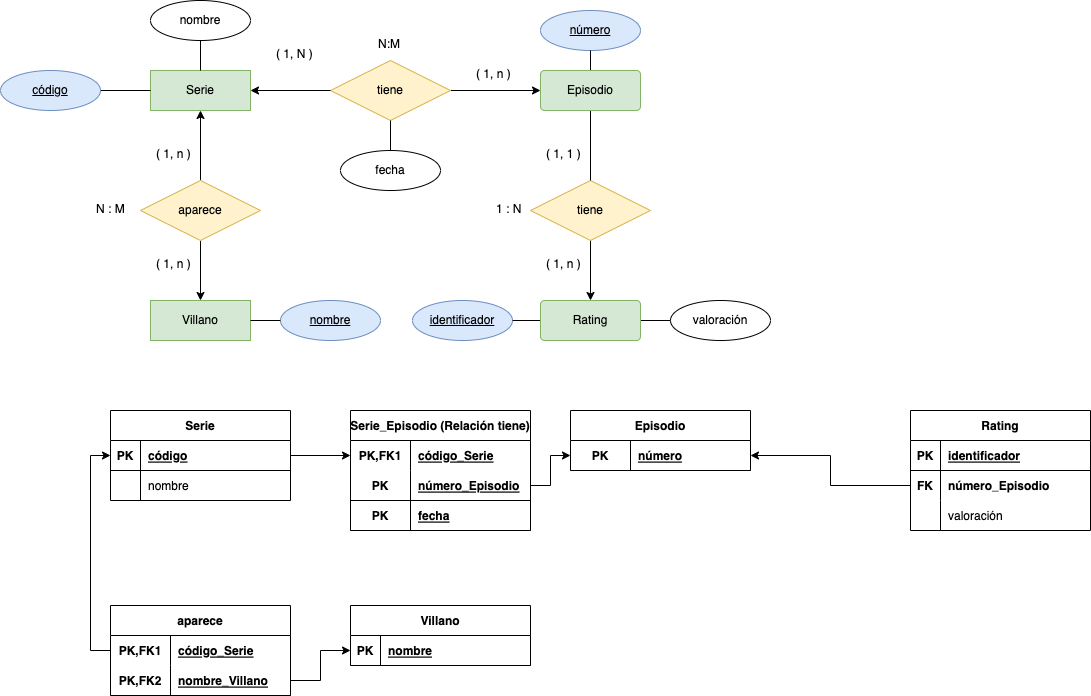 nombre
N:M
número
( 1, N )
( 1, n )
código
Serie
tiene
Episodio
( 1, n )
( 1, 1 )
fecha
N : M
aparece
1 : N
tiene
( 1, n )
( 1, n )
Villano
nombre
identificador
Rating
valoración
Serie
PK código
nombre
Serie_Episodio (Relación tiene)
PK,FK1 código_Serie
PK número_Episodio
PK fecha
Episodio
PK número
Rating
PK identificador
FK número_Episodio
valoración
aparece
PK,FK1 código_Serie
PK,FK2 nombre_Villano
Villano
PK nombre